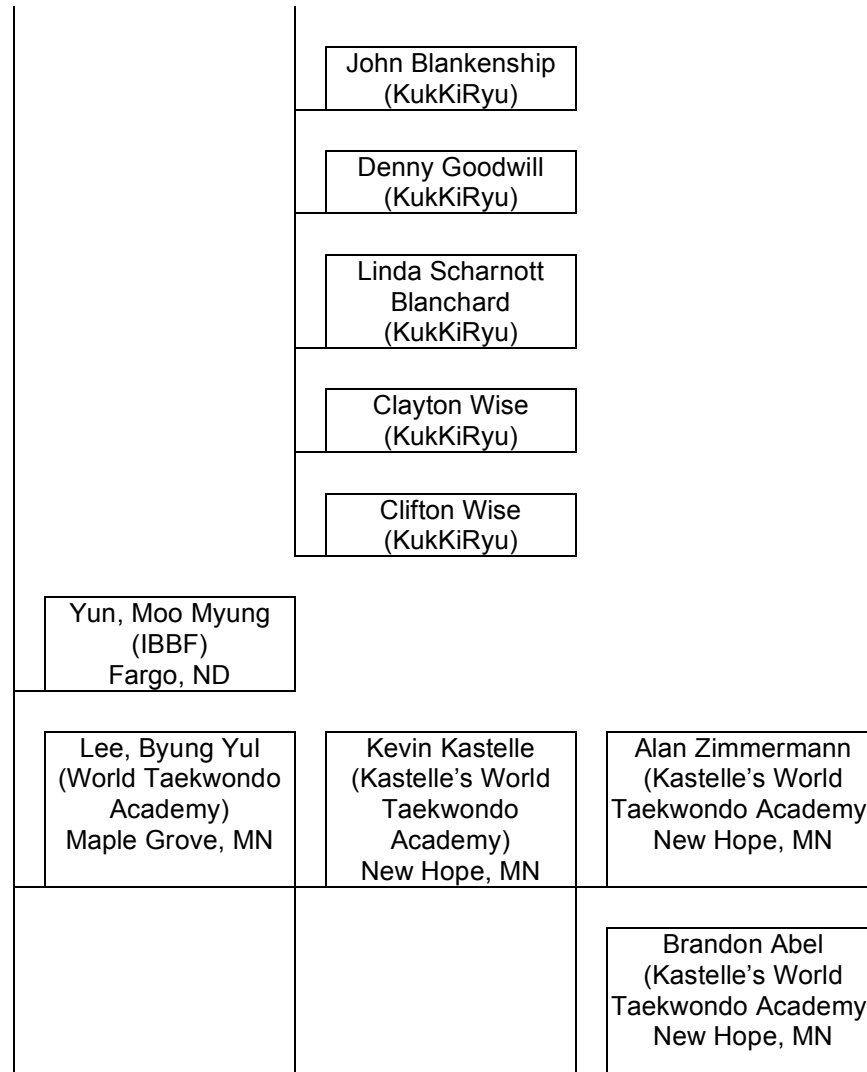 John Blankenship
(KukKiRyu)
Denny Goodwill
(KukKiRyu)
Linda Scharnott
Blanchard
(KukKiRyu)
Clayton Wise
(KukKiRyu)
Clifton Wise
(KukKiRyu)
Yun, Moo Myung
(IBBF)
Fargo, ND
Lee, Byung Yul
(World Taekwondo
Academy)
Maple Grove, MN
Kevin Kastelle
(Kastelle’s World
Taekwondo
Academy)
New Hope, MN
Alan Zimmermann
(Kastelle’s World
Taekwondo Academy
New Hope, MN
Brandon Abel
(Kastelle’s World
Taekwondo Academy
New Hope, MN